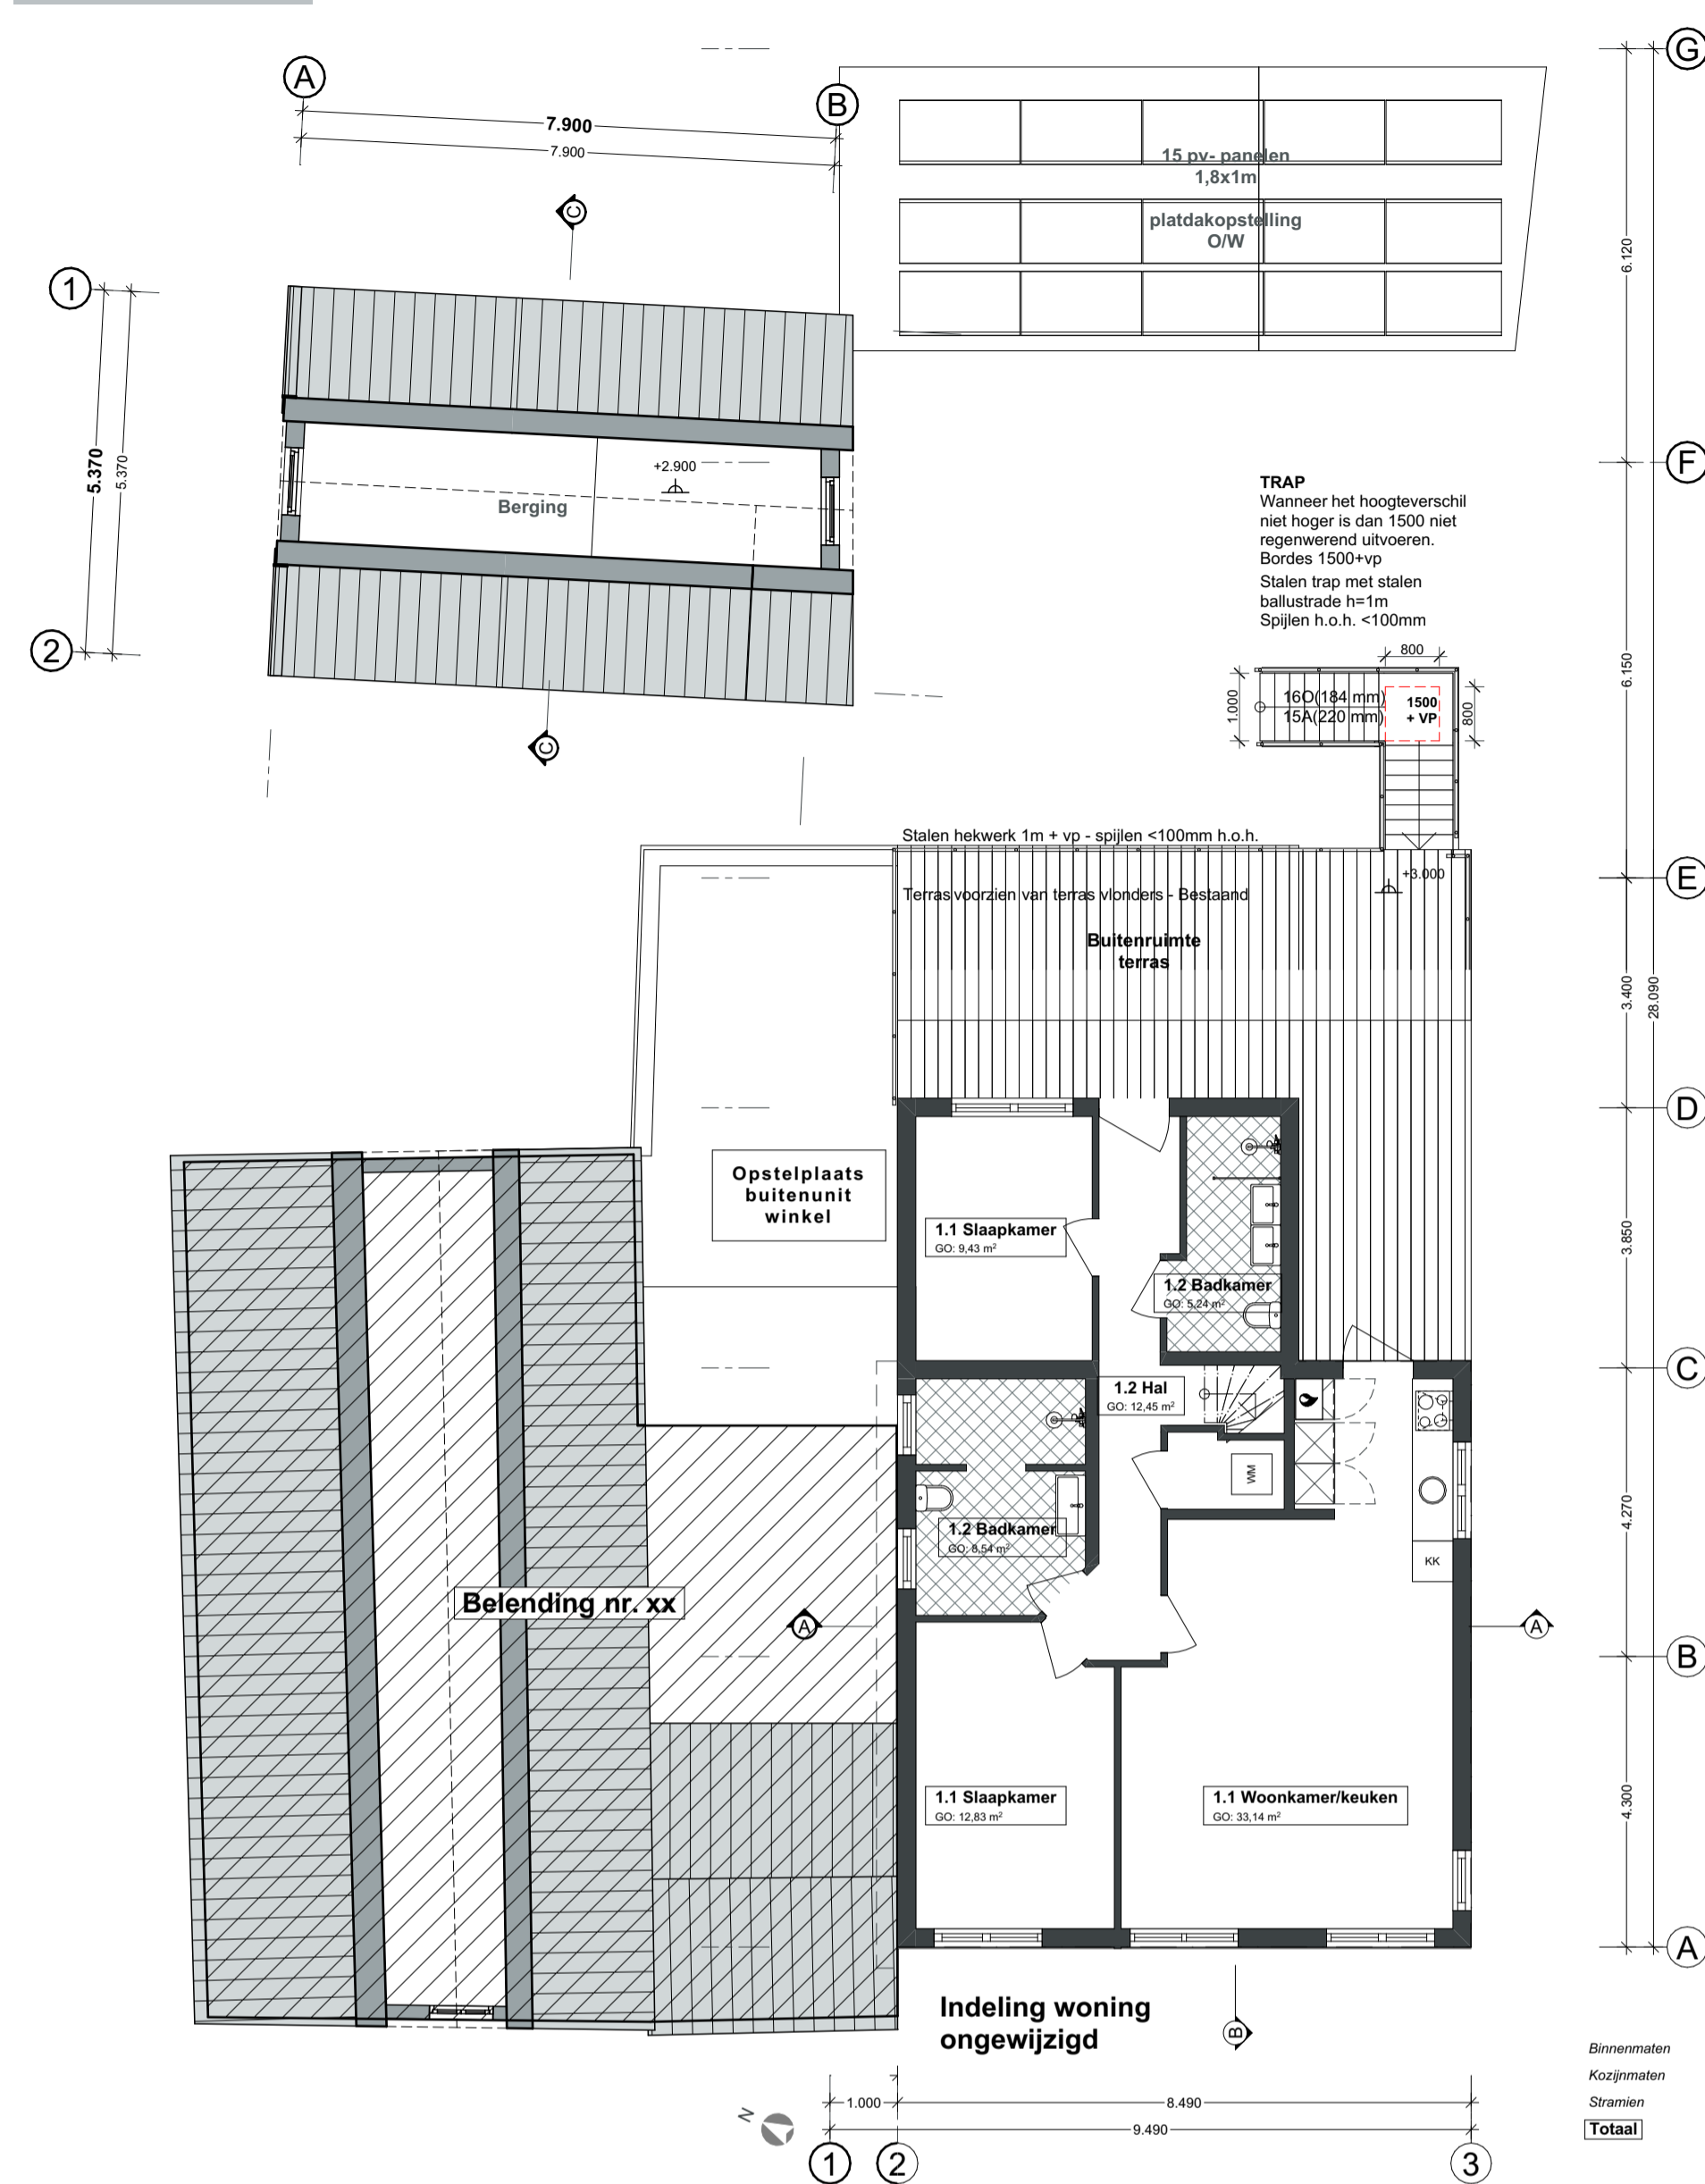 G
A
B
7.900
7.900
15 pv- panelen
1,8x1m
platdakopstelling
O/W
C
6.120
1
5.370
5.370
+2.900
Berging
F
TRAP
Wanneer het hoogteverschil
niet hoger is dan 1500 niet
regenwerend uitvoeren.
Bordes 1500+vp
Stalen trap met stalen
ballustrade h=1m
Spijlen h.o.h. <100mm
2
6.150
800
1.000
16O(184 mm)
15A(220 mm)
1500
+ VP
800
C
Stalen hekwerk 1m + vp - spijlen <100mm h.o.h.
+3.000
E
Terras voorzien van terras vlonders - Bestaand
Buitenruimte
terras
3.400
28.090
D
Opstelplaats
buitenunit
winkel
1.1 Slaapkamer
GO: 9,43 m²
3.850
1.2 Badkamer
GO: 5,24 m²
C
1.2 Hal
GO: 12,45 m²
WM
4.270
1.2 Badkamer
GO: 8,54 m²
KK
Belending nr. xx
A
A
B
1.1 Slaapkamer
GO: 12,83 m²
1.1 Woonkamer/keuken
GO: 33,14 m²
4.300
A
Indeling woning
ongewijzigd
B
Binnenmaten
Kozijnmaten
Stramien
Totaal
N
1.000
8.490
9.490
1
2
3